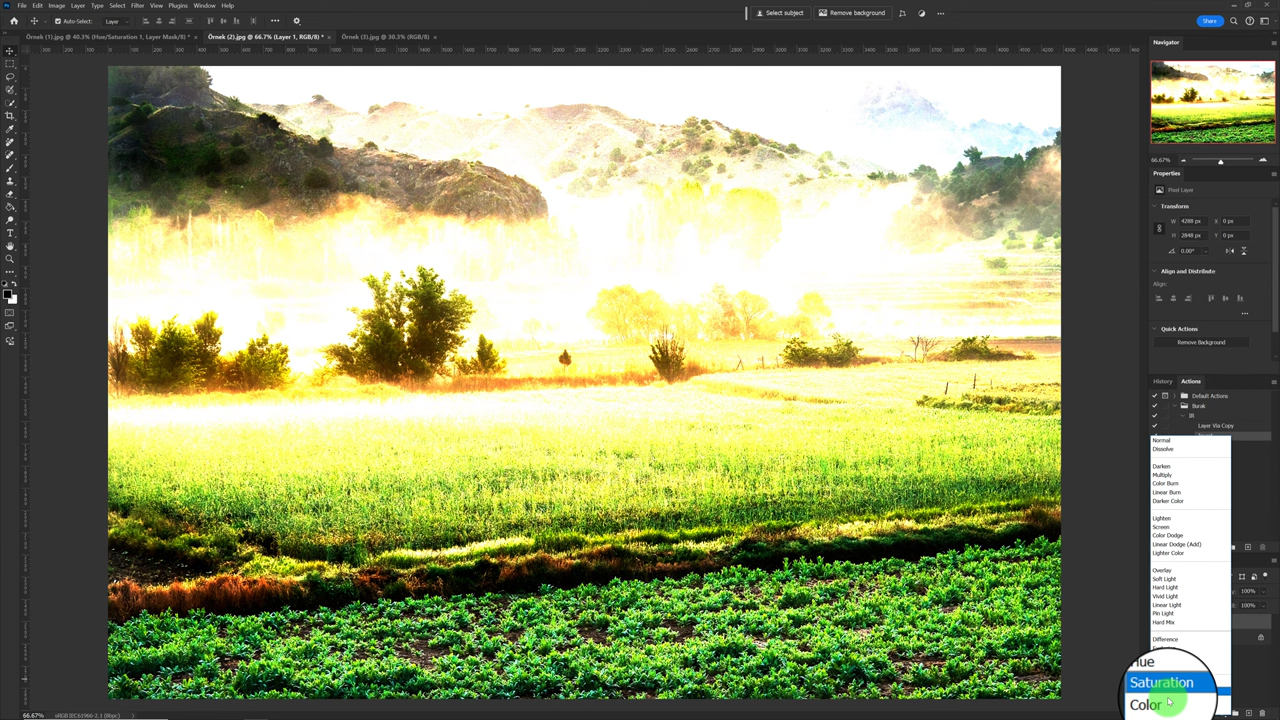 File Edit Image Layer Type Select Filter View Plugins Window Help
Auto-Select: Layer
Select subject Remove background
Share
Örnek (1).jpg @ 40.3% (Hue/Saturation 1, Layer Mask/8) * ×
Örnek (2).jpg @ 66.7% (Layer 1, RGB/8) * ×
Örnek (3).jpg @ 30.3% (RGB/8) ×
Navigator
66.67%
Properties
Pixel Layer
Transform
W 4288 px X 0 px
H 2848 px Y 0 px
0.00°
Align and Distribute
Align:
Quick Actions
Remove Background
History Actions
Default Actions
Burak
IR
Layer Via Copy
Normal
Dissolve
Darken
Multiply
Color Burn
Linear Burn
Darker Color
Lighten
Screen
Color Dodge
Linear Dodge (Add)
Lighter Color
Overlay
Soft Light
Hard Light
Vivid Light
Linear Light
Pin Light
Hard Mix
Difference
Hue
Saturation
Color
100%
100%
66.67% sRGB IEC61966-2.1 (8bpc)